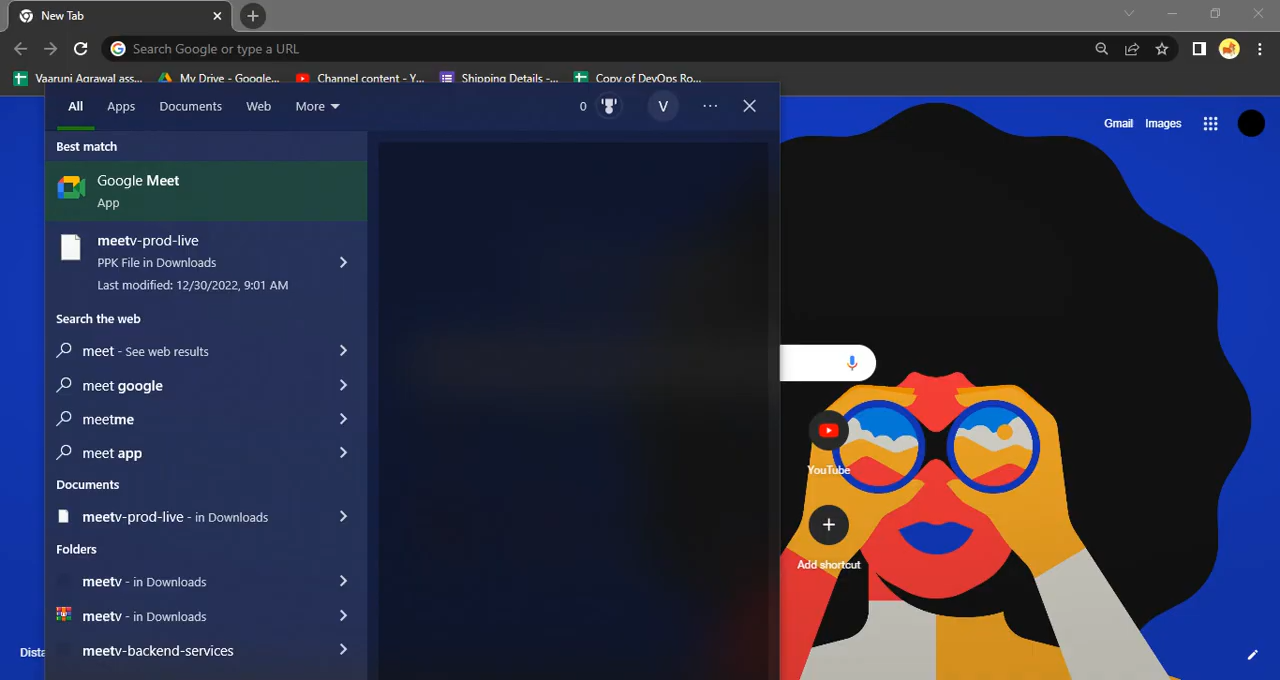 New Tab
Search Google or type a URL
Vaaruni Agrawal ass...
My Drive - Google...
Channel content - Y...
Shipping Details -...
Copy of DevOps Ro...
All Apps Documents Web More
0 V
Gmail Images
Best match
Google Meet
App
meetv-prod-live
PPK File in Downloads
Last modified: 12/30/2022, 9:01 AM
Search the web
meet - See web results
meet google
meetme
meet app
Documents
meetv-prod-live - in Downloads
Folders
meetv - in Downloads
meetv - in Downloads
meetv-backend-services
YouTube
Add shortcut
Dista